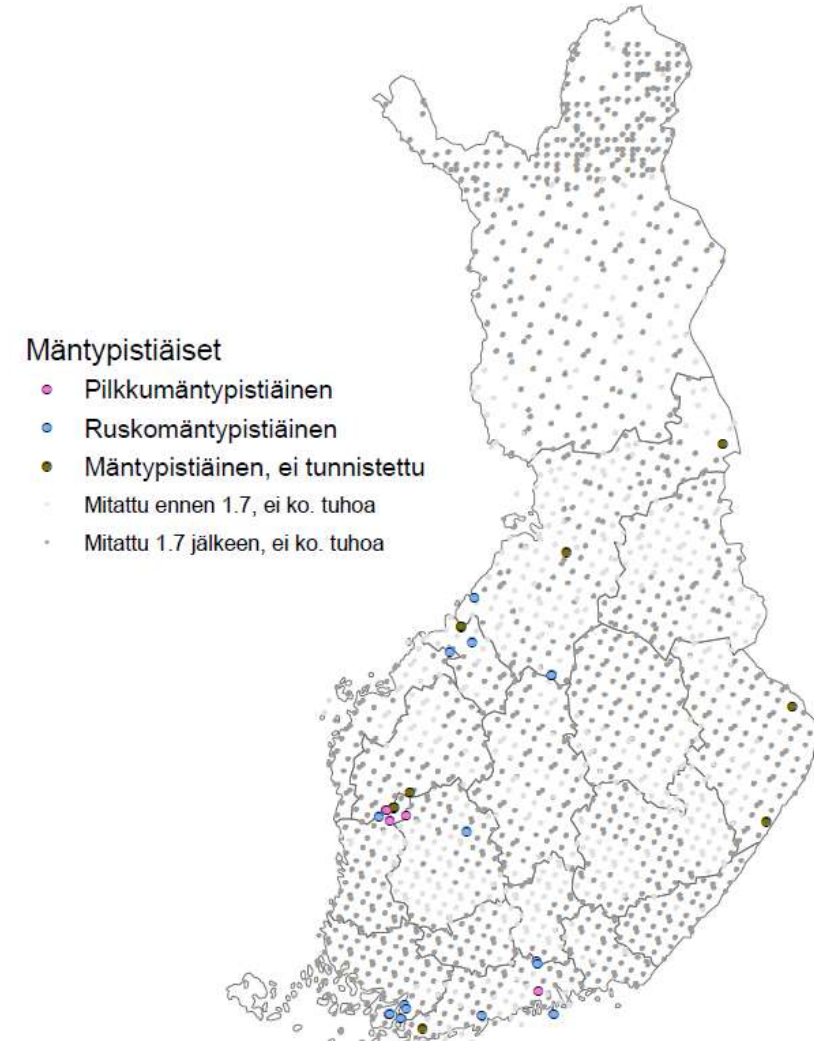 Mäntypistiäiset
Pilkkumäntypistiäinen
Ruskomäntypistiäinen
Mäntypistiäinen, ei tunnistettu
Mitattu ennen 1.7, ei ko. tuhoa
Mitattu 1.7 jälkeen, ei ko. tuhoa